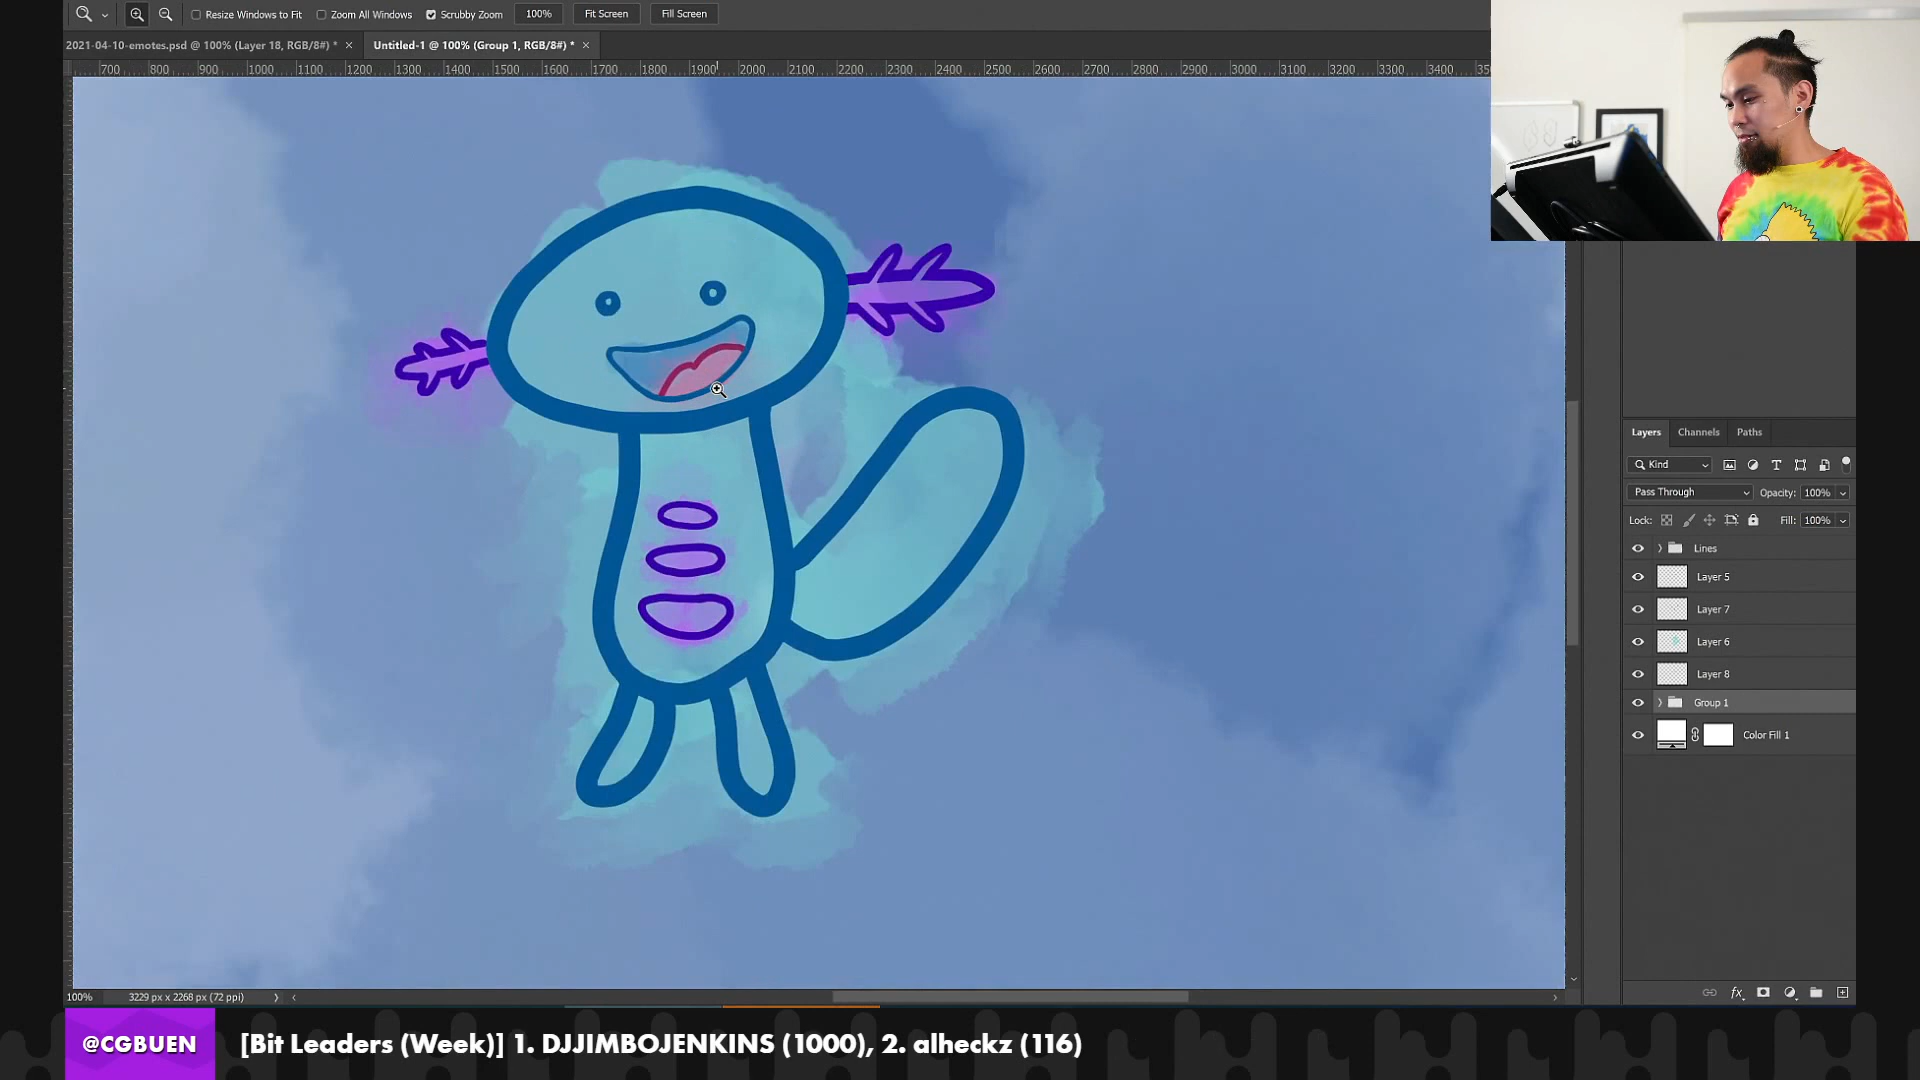 Resize Windows to Fit Zoom All Windows Scrubby Zoom 100% Fit Screen Fill Screen
2021-04-10-emotes.psd @ 100% (Layer 18, RGB/8#) * × Untitled-1 @ 100% (Group 1, RGB/8#) * ×
700 800 900 1000 1100 1200 1300 1400 1500 1600 1700 1800 1900 2000 2100 2200 2300 2400 2500 2600 2700 2800 2900 3000 3100 3200 3300 3400
Layers Channels Paths
Kind
Pass Through Opacity: 100%
Lock: Fill: 100%
Lines
Layer 5
Layer 7
Layer 6
Layer 8
Group 1
Color Fill 1
fx
100% 3229 px x 2268 px (72 ppi)
@CGBUEN [Bit Leaders (Week)] 1. DJJIMBOJENKINS (1000), 2. alheckz (116)